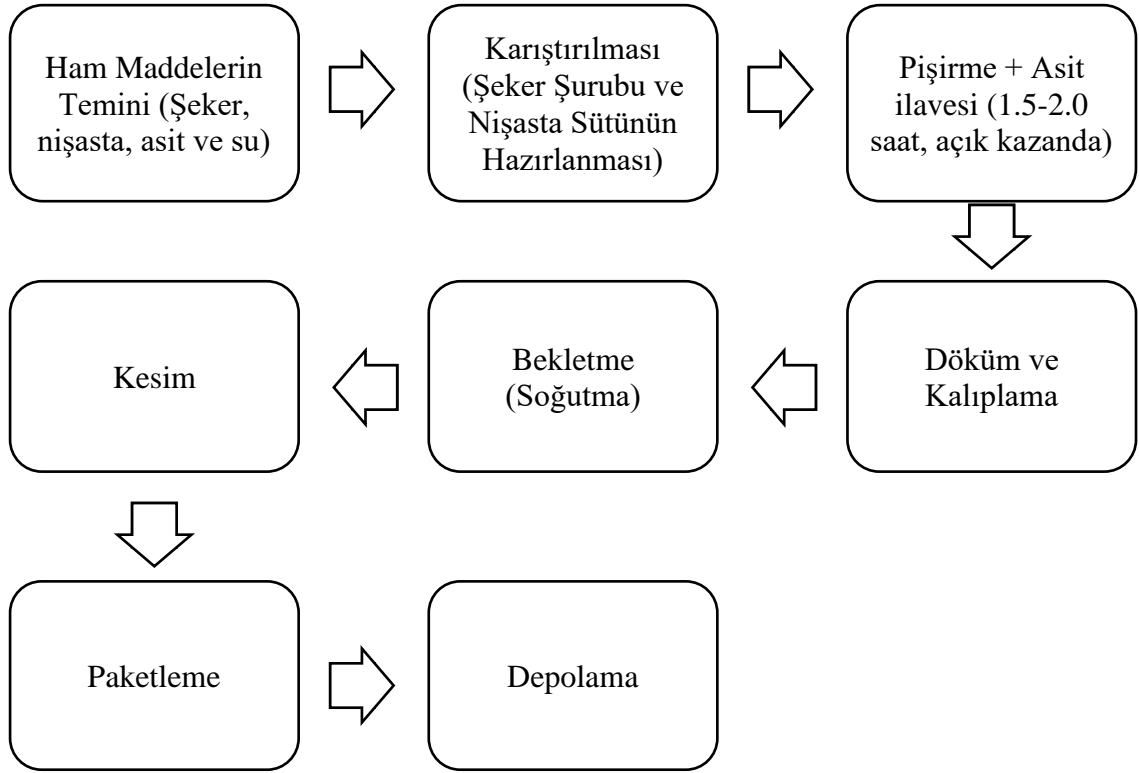 Ham Maddelerin
Temini (Şeker,
nişasta, asit ve su)
Karıştırılması
(Şeker Şurubu ve
Nişasta Sütünün
Hazırlanması)
Pişirme + Asit
ilavesi (1.5-2.0
saat, açık kazanda)
Döküm ve
Kalıplama
Bekletme
(Soğutma)
Kesim
Paketleme
Depolama